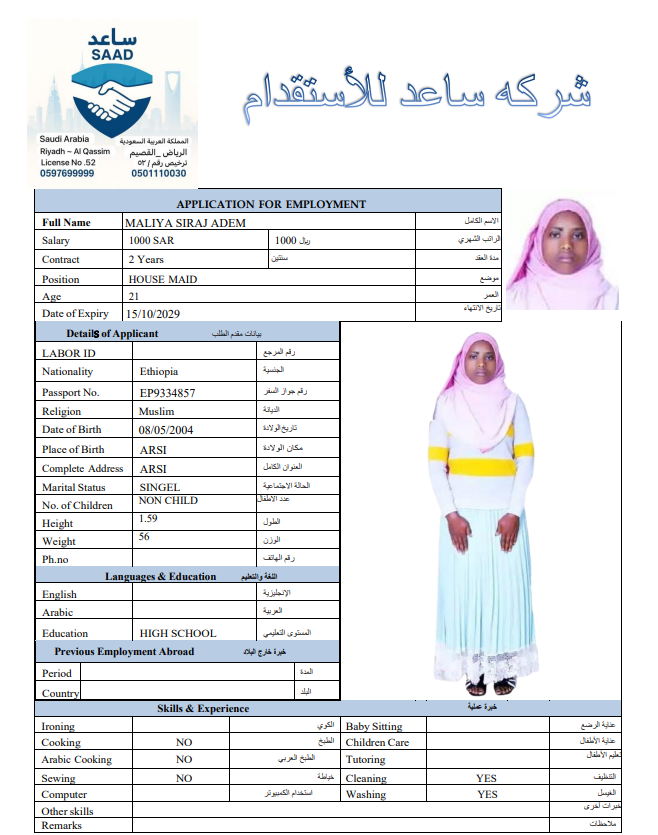 ساعد
SAAD
شركه ساعد للأستقدام
Saudi Arabia المملكة العربية السعودية
Riyadh ~ Al Qassim الرياض _القصيم
License No .52 ترخيص رقم / ٥٢
0597699999 0501110030
APPLICATION FOR EMPLOYMENT
Full Name MALIYA SIRAJ ADEM الاسم الكامل
Salary 1000 SAR 1000 ريال الراتب الشهري
Contract 2 Years سنتين مدة العقد
Position HOUSE MAID موضع
Age 21 العمر
Date of Expiry 15/10/2029 تاريخ الانتهاء
Details of Applicant بيانات مقدم الطلب
LABOR ID رقم المرجع
Nationality Ethiopia الجنسية
Passport No. EP9334857 رقم جواز السفر
Religion Muslim الديانة
Date of Birth 08/05/2004 تاريخ الولادة
Place of Birth ARSI مكان الولادة
Complete Address ARSI العنوان الكامل
Marital Status SINGEL الحالة الاجتماعية
No. of Children NON CHILD عدد الاطفال
Height 1.59 الطول
Weight 56 الوزن
Ph.no رقم الهاتف
Languages & Education اللغة والتعليم
English الإنجليزية
Arabic العربية
Education HIGH SCHOOL المستوى التعليمي
Previous Employment Abroad خبرة خارج البلاد
Period المدة
Country البلد
Skills & Experience خبرة عملية
Ironing الكوي Baby Sitting عناية الرضع
Cooking NO الطبخ Children Care عناية الأطفال
Arabic Cooking NO الطبخ العربي Tutoring تعليم الأطفال
Sewing NO خياطة Cleaning YES التنظيف
Computer استخدام الكمبيوتر Washing YES الغيسل
Other skills خبرات أخرى
Remarks ملاحظات